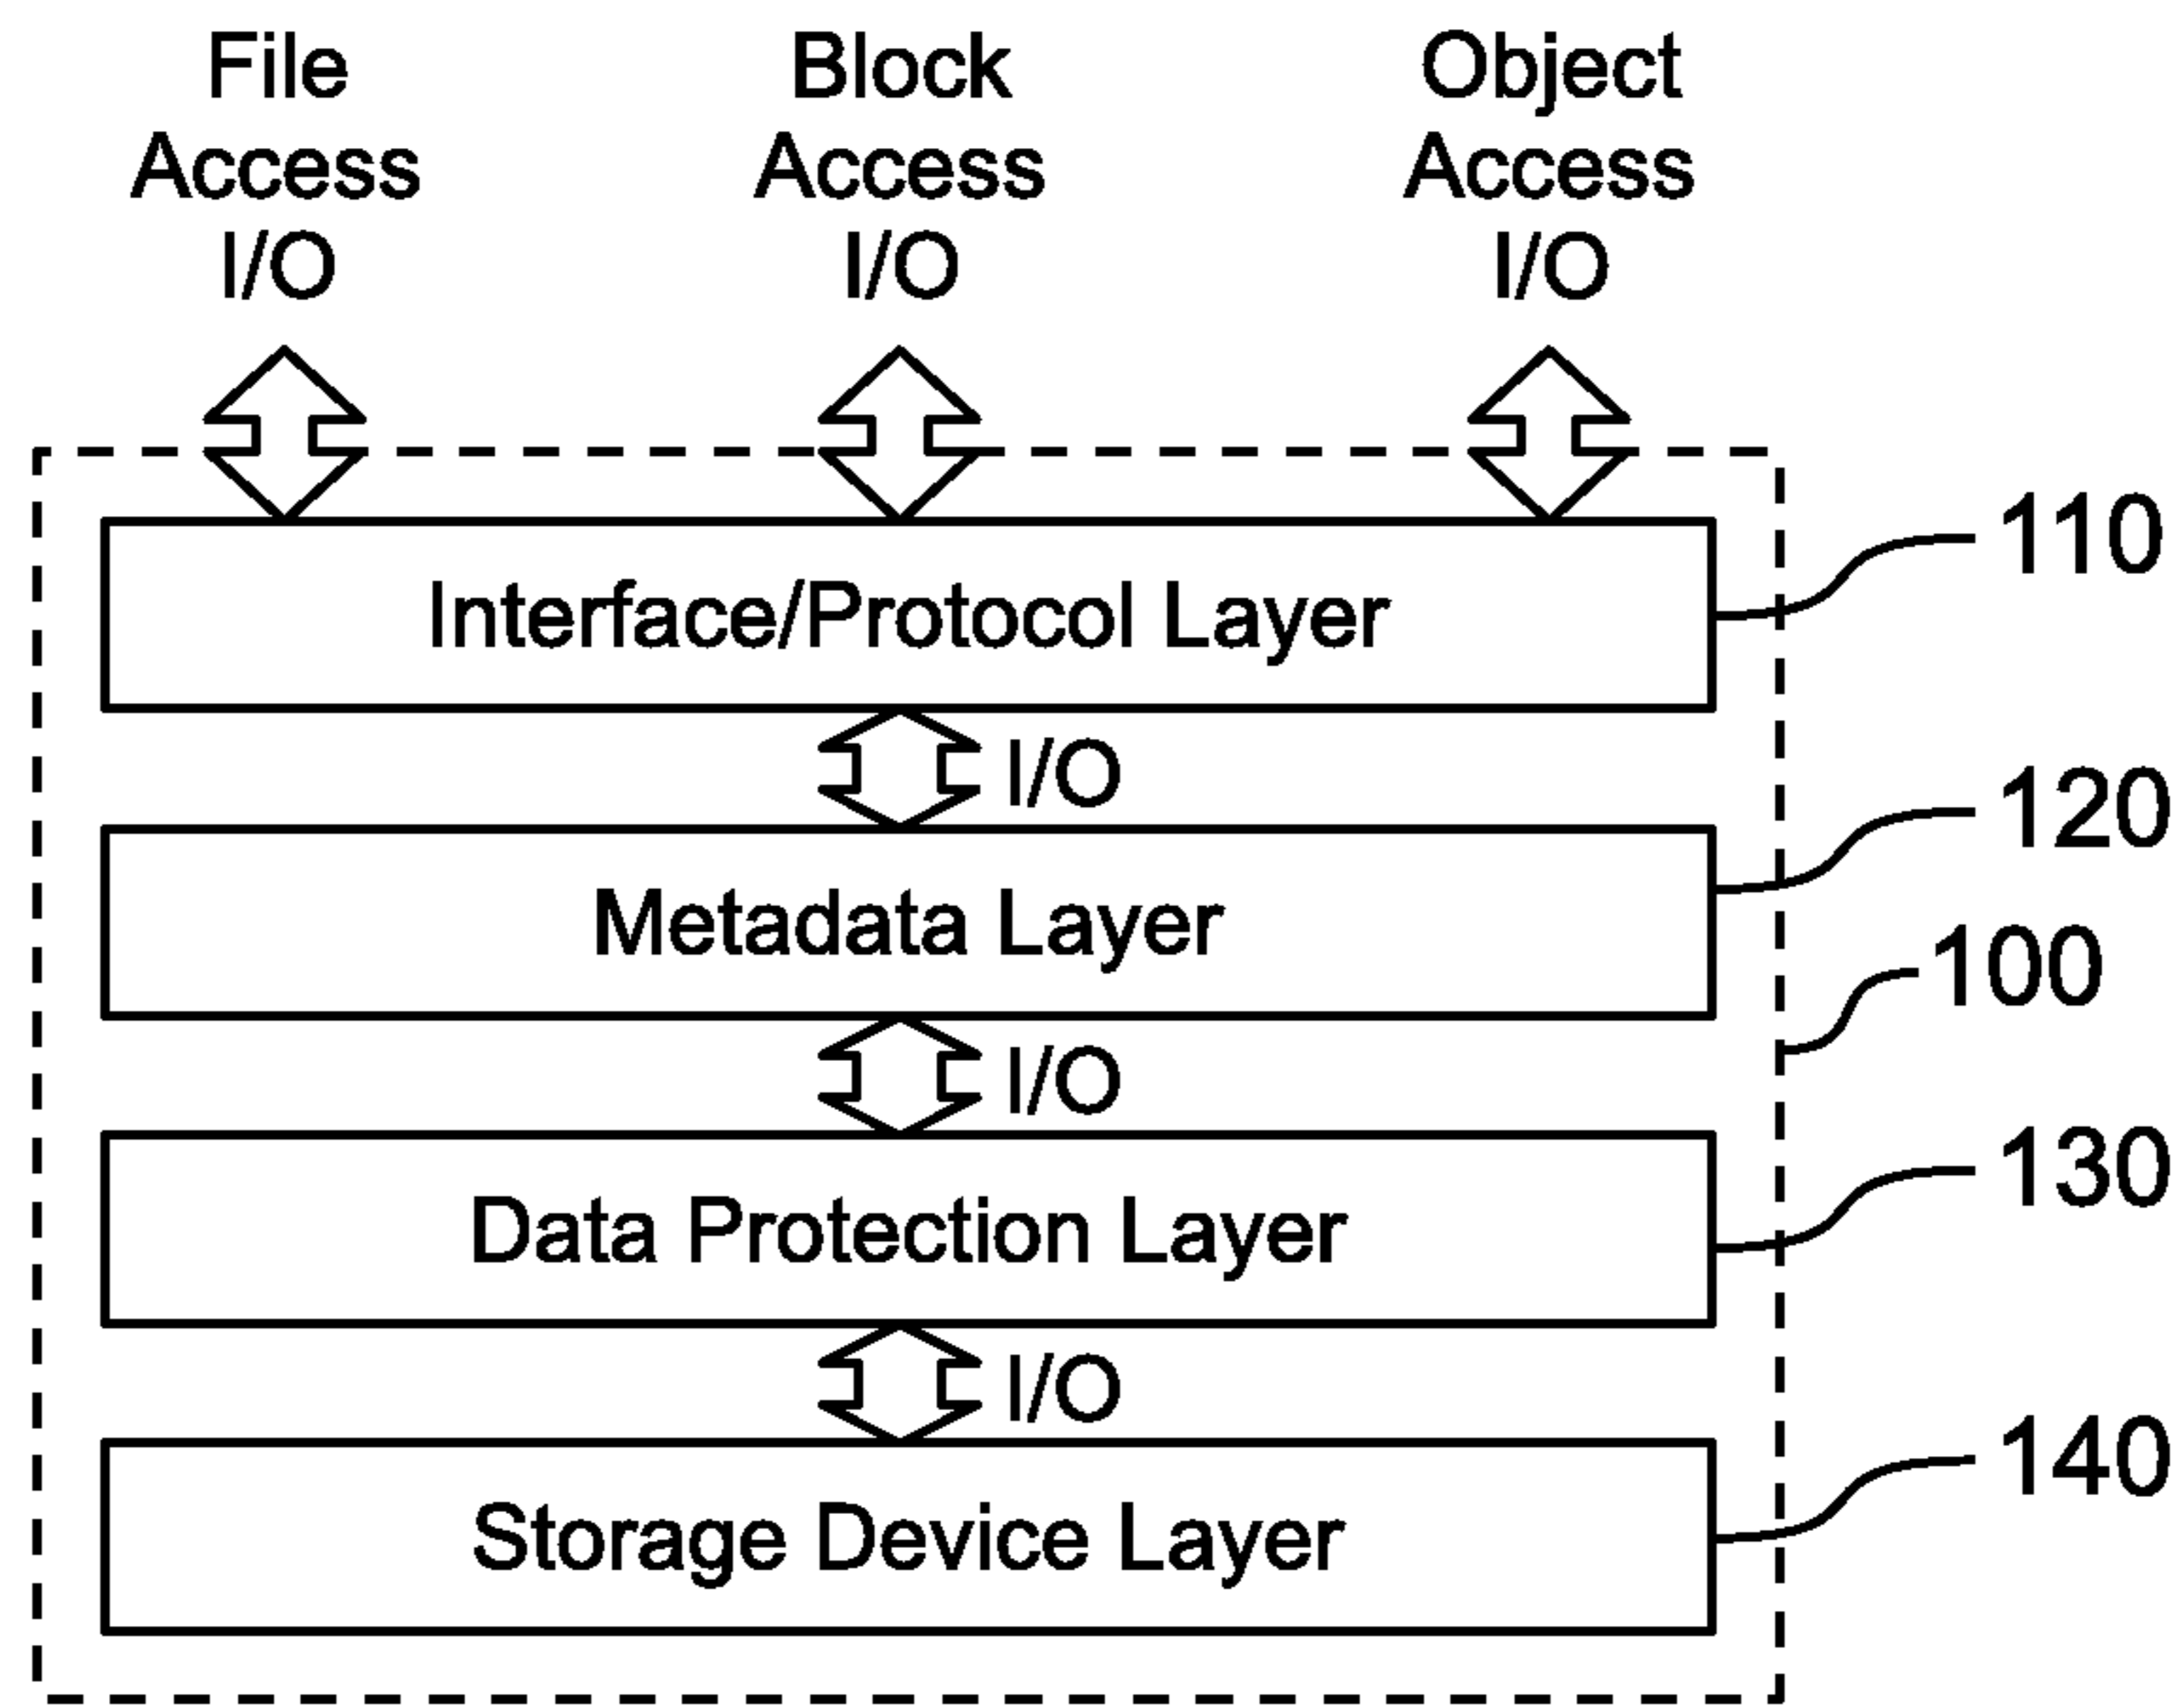 File
Access
I/O
Block
Access
I/O
Object
Access
I/O
Interface/Protocol Layer
110
I/O
Metadata Layer
120
100
I/O
Data Protection Layer
130
I/O
Storage Device Layer
140